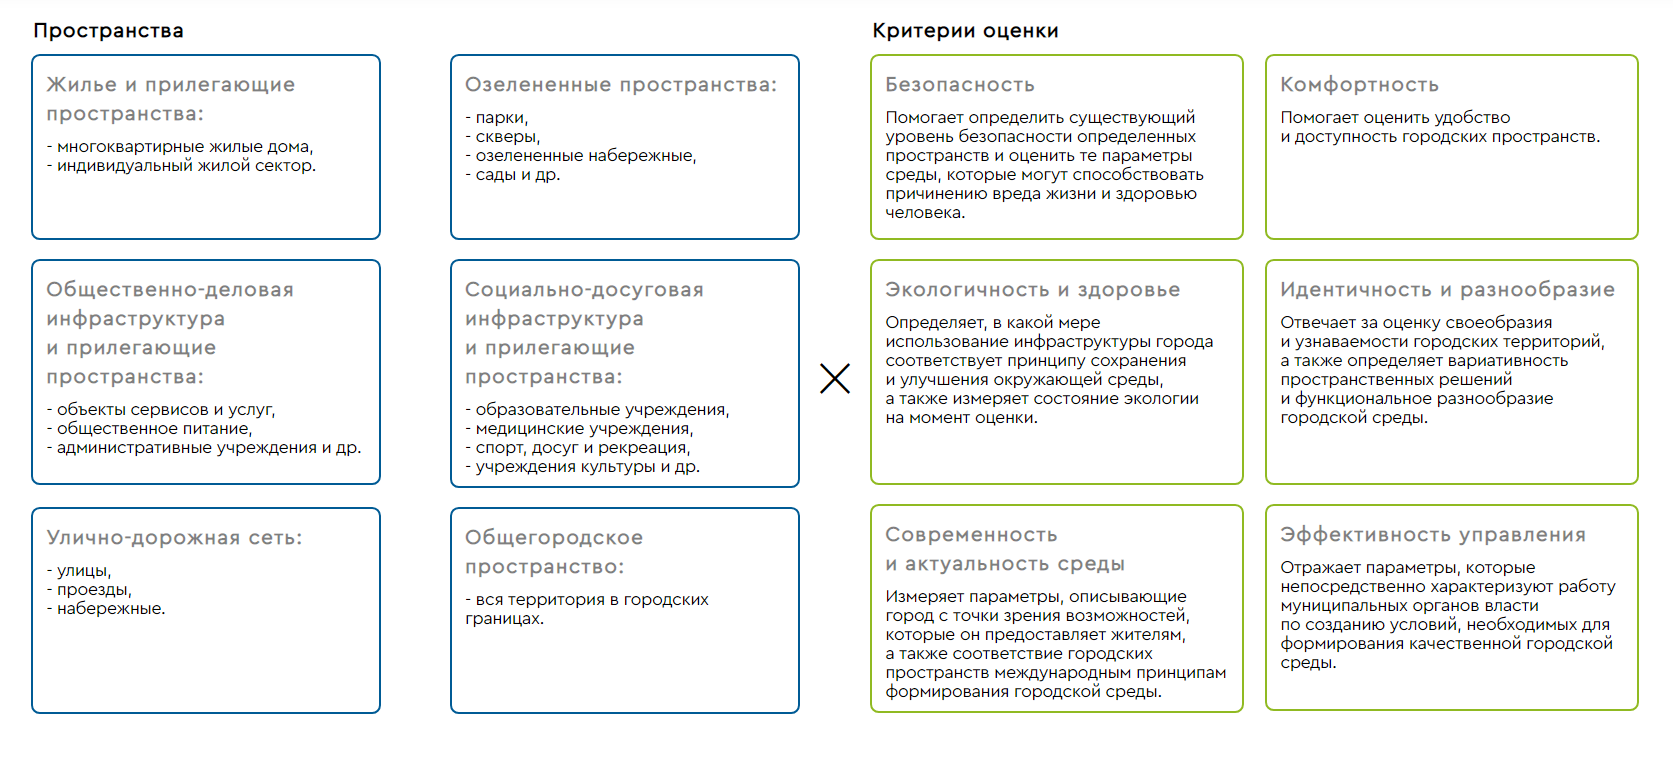 Пространства
Жилье и прилегающие
пространства:
- многоквартирные жилые дома,
- индивидуальный жилой сектор.
Озелененные пространства:
- парки,
- скверы,
- озелененные набережные,
- сады и др.
Общественно-деловая
инфраструктура
и прилегающие
пространства:
- объекты сервисов и услуг,
- общественное питание,
- административные учреждения и др.
Социально-досуговая
инфраструктура
и прилегающие
пространства:
- образовательные учреждения,
- медицинские учреждения,
- спорт, досуг и рекреация,
- учреждения культуры и др.
Улично-дорожная сеть:
- улицы,
- проезды,
- набережные.
Общегородское
пространство:
- вся территория в городских
границах.
Критерии оценки
Безопасность
Помогает определить существующий
уровень безопасности определенных
пространств и оценить те параметры
среды, которые могут способствовать
причинению вреда жизни и здоровью
человека.
Комфортность
Помогает оценить удобство
и доступность городских пространств.
Экологичность и здоровье
Определяет, в какой мере
использование инфраструктуры города
соответствует принципу сохранения
и улучшения окружающей среды,
а также измеряет состояние экологии
на момент оценки.
Идентичность и разнообразие
Отвечает за оценку своеобразия
и узнаваемости городских территорий,
а также определяет вариативность
пространственных решений
и функциональное разнообразие
городской среды.
Современность
и актуальность среды
Измеряет параметры, описывающие
город с точки зрения возможностей,
которые он предоставляет жителям,
а также соответствие городских
пространств международным принципам
формирования городской среды.
Эффективность управления
Отражает параметры, которые
непосредственно характеризуют работу
муниципальных органов власти
по созданию условий, необходимых для
формирования качественной городской
среды.